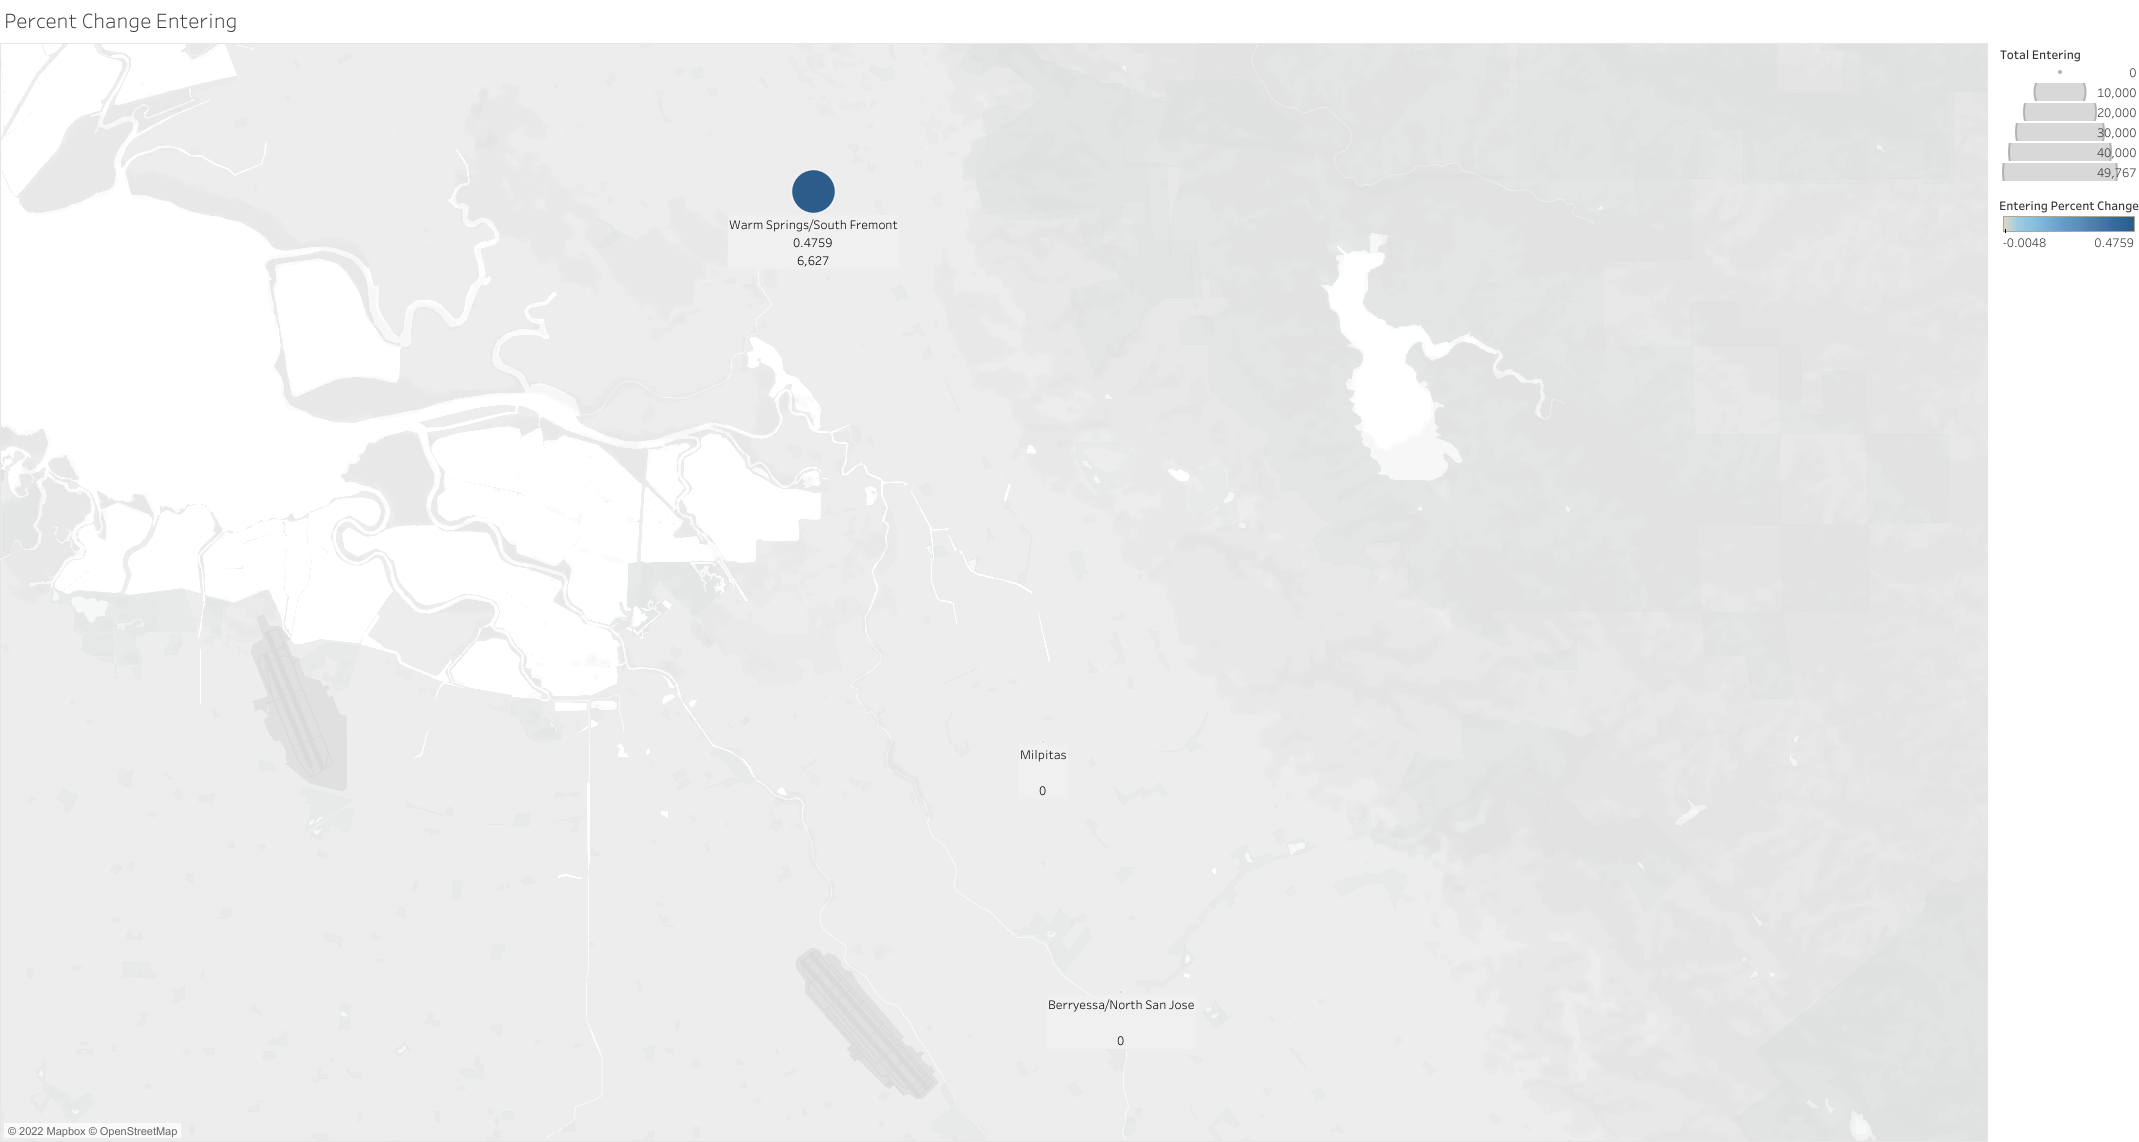 Percent Change Entering
Total Entering
0
10,000
20,000
30,000
40,000
49,767
Entering Percent Change
-0.0048 0.4759
Warm Springs/South Fremont
0.4759
6,627
Milpitas
0
Berryessa/North San Jose
0
© 2022 Mapbox © OpenStreetMap